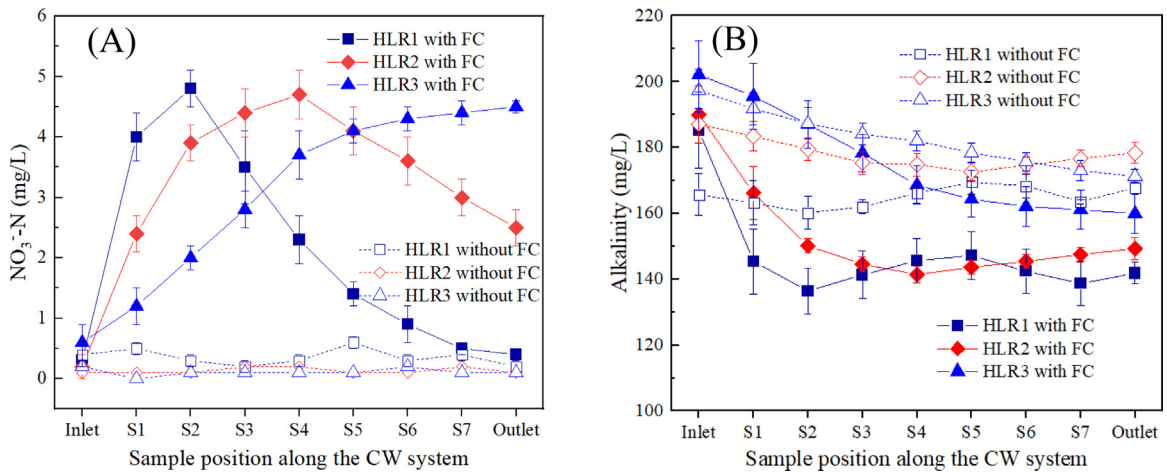 (A)
HLR1 with FC
HLR2 with FC
HLR3 with FC
HLR1 without FC
HLR2 without FC
HLR3 without FC
NO₃⁻-N (mg/L)
6
5
4
3
2
1
0
Inlet S1 S2 S3 S4 S5 S6 S7 Outlet
Sample position along the CW system
(B)
HLR1 without FC
HLR2 without FC
HLR3 without FC
HLR1 with FC
HLR2 with FC
HLR3 with FC
Alkalinity (mg/L)
220
200
180
160
140
120
100
Inlet S1 S2 S3 S4 S5 S6 S7 Outlet
Sample position along the CW system